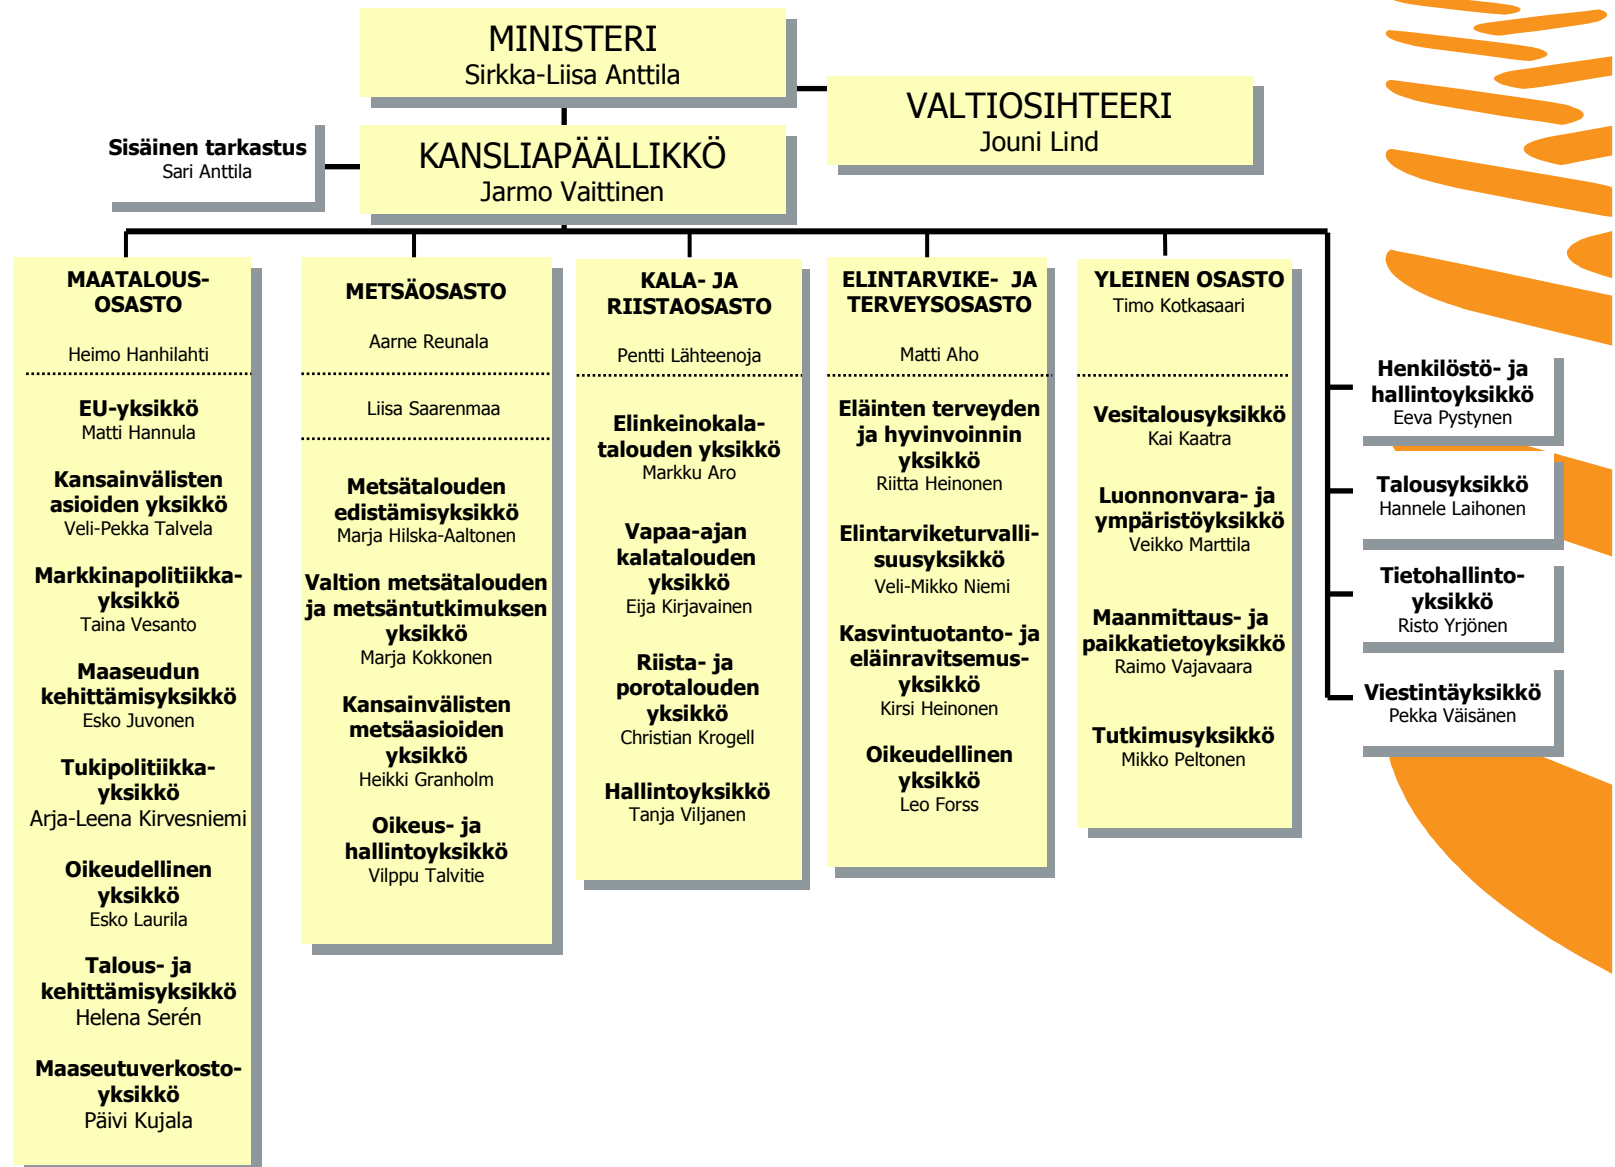 MINISTERI
Sirkka-Liisa Anttila
VALTIOSIHTEERI
Jouni Lind
Sisäinen tarkastus
Sari Anttila
KANSLIAPÄÄLLIKKÖ
Jarmo Vaittinen
MAATALOUS-
OSASTO
Heimo Hanhilahti
EU-yksikkö
Matti Hannula
Kansainvälisten
asioiden yksikkö
Veli-Pekka Talvela
Markkinapolitiikka-
yksikkö
Taina Vesanto
Maaseudun
kehittämisyksikkö
Esko Juvonen
Tukipolitiikka-
yksikkö
Arja-Leena Kirvesniemi
Oikeudellinen
yksikkö
Esko Laurila
Talous- ja
kehittämisyksikkö
Helena Serén
Maaseutuverkosto-
yksikkö
Päivi Kujala
METSÄOSASTO
Aarne Reunala
Liisa Saarenmaa
Metsätalouden
edistämisyksikkö
Marja Hilska-Aaltonen
Valtion metsätalouden
ja metsäntutkimuksen
yksikkö
Marja Kokkonen
Kansainvälisten
metsäasioiden
yksikkö
Heikki Granholm
Oikeus- ja
hallintoyksikkö
Vilppu Talvitie
KALA- JA
RIISTAOSASTO
Pentti Lähteenoja
Elinkeinokala-
talouden yksikkö
Markku Aro
Vapaa-ajan
kalatalouden
yksikkö
Eija Kirjavainen
Riista- ja
porotalouden
yksikkö
Christian Krogell
Hallintoyksikkö
Tanja Viljanen
ELINTARVIKE- JA
TERVEYSOSASTO
Matti Aho
Eläinten terveyden
ja hyvinvoinnin
yksikkö
Riitta Heinonen
Elintarviketurvalli-
suusyksikkö
Veli-Mikko Niemi
Kasvintuotanto- ja
eläinravitsemus-
yksikkö
Kirsi Heinonen
Oikeudellinen
yksikkö
Leo Forss
YLEINEN OSASTO
Timo Kotkasaari
Vesitalousyksikkö
Kai Kaatra
Luonnonvara- ja
ympäristöyksikkö
Veikko Marttila
Maanmittaus- ja
paikkatietoyksikkö
Raimo Vajavaara
Tutkimusyksikkö
Mikko Peltonen
Henkilöstö- ja
hallintoyksikkö
Eeva Pystynen
Talousyksikkö
Hannele Laihonen
Tietohallinto-
yksikkö
Risto Yrjönen
Viestintäyksikkö
Pekka Väisänen